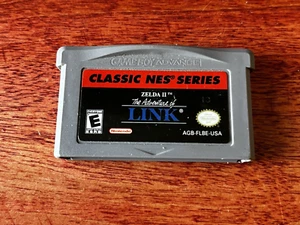 GAME BOY ADVANCE
CLASSIC NES® SERIES
ZELDA II™
The Adventure of
LINK
E
Nintendo
AGB-FLBE-USA